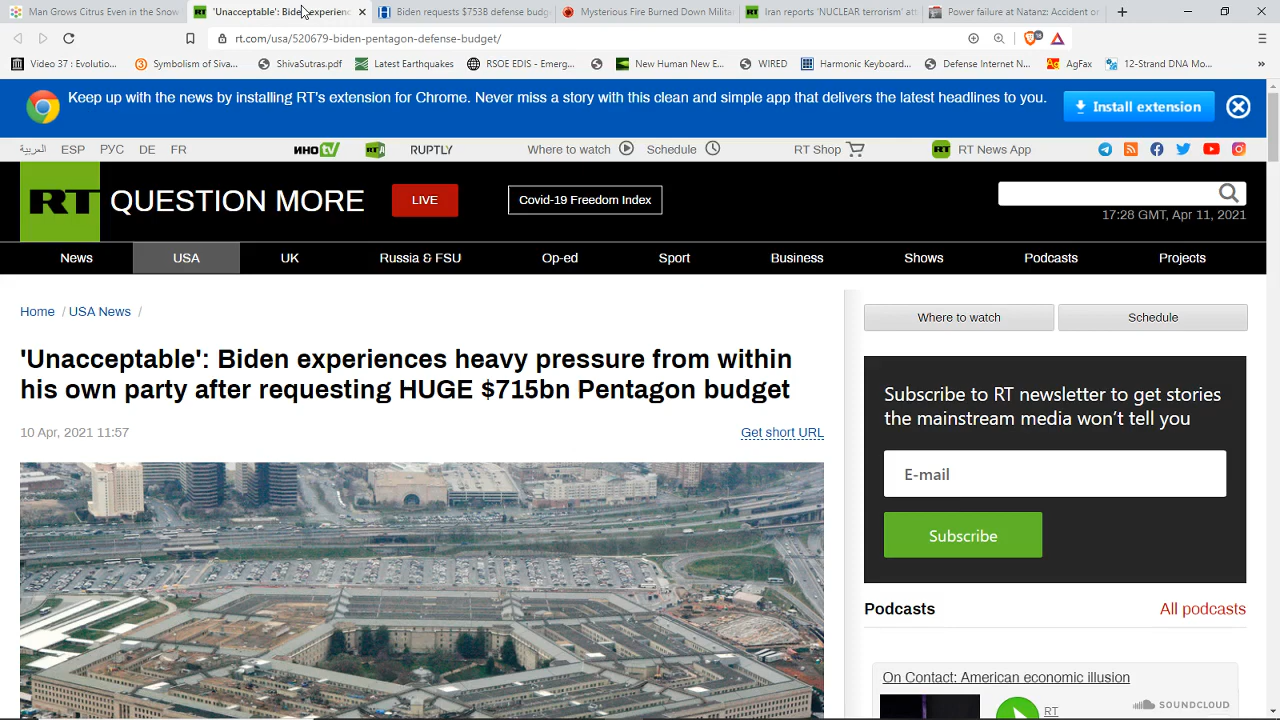 Man Grows Citrus Even in the Snow
'Unacceptable': Biden experienc
Biden requests $753B defense budg
Mysterious Fire Burned Down Milita
Iran reports 'NUCLEAR terrorism' at
Power failure at Natanz: Accident or
rt.com/usa/520679-biden-pentagon-defense-budget/
Video 37 : Evolutio...
Symbolism of Siva...
ShivaSutras.pdf
Latest Earthquakes
RSOE EDIS - Emerg...
New Human New E...
WIRED
Harmonic Keyboard...
Defense Internet N...
AgFax
12-Strand DNA Mo...
Keep up with the news by installing RT's extension for Chrome. Never miss a story with this clean and simple app that delivers the latest headlines to you.
Install extension
العربية ESP РУС DE FR
ИНОTV
RUPTLY
Where to watch
Schedule
RT Shop
RT RT News App
RT QUESTION MORE
LIVE
Covid-19 Freedom Index
17:28 GMT, Apr 11, 2021
News USA UK Russia & FSU Op-ed Sport Business Shows Podcasts Projects
Home / USA News /
'Unacceptable': Biden experiences heavy pressure from within
his own party after requesting HUGE $715bn Pentagon budget
10 Apr, 2021 11:57
Get short URL
Where to watch
Schedule
Subscribe to RT newsletter to get stories
the mainstream media won't tell you
E-mail
Subscribe
Podcasts
All podcasts
On Contact: American economic illusion
RT
SOUNDCLOUD